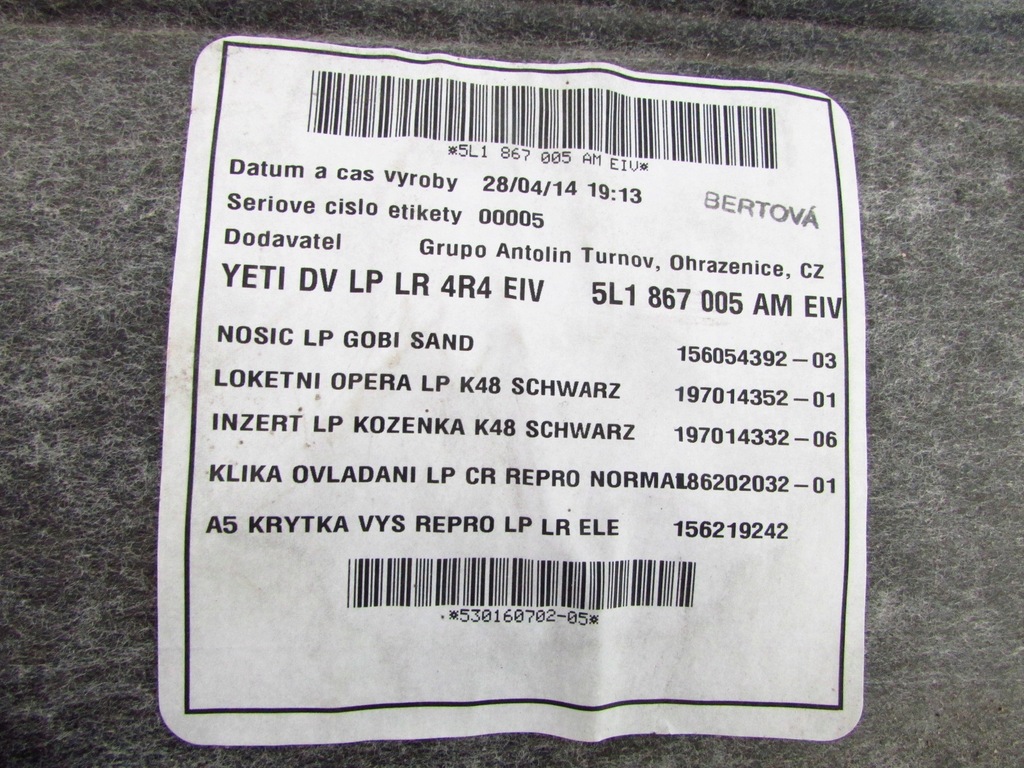 *5L1 867 005 AM EIV*
Datum a cas vyroby 28/04/14 19:13
BERTOVÁ
Seriove cislo etikety 00005
Dodavatel Grupo Antolin Turnov, Ohrazenice, CZ
YETI DV LP LR 4R4 EIV 5L1 867 005 AM EIV
NOSIC LP GOBI SAND 156054392-03
LOKETNI OPERA LP K48 SCHWARZ 197014352-01
INZERT LP KOZENKA K48 SCHWARZ 197014332-06
KLIKA OVLADANI LP CR REPRO NORMAL 186202032-01
A5 KRYTKA VYS REPRO LP LR ELE 156219242
*530160702-05*